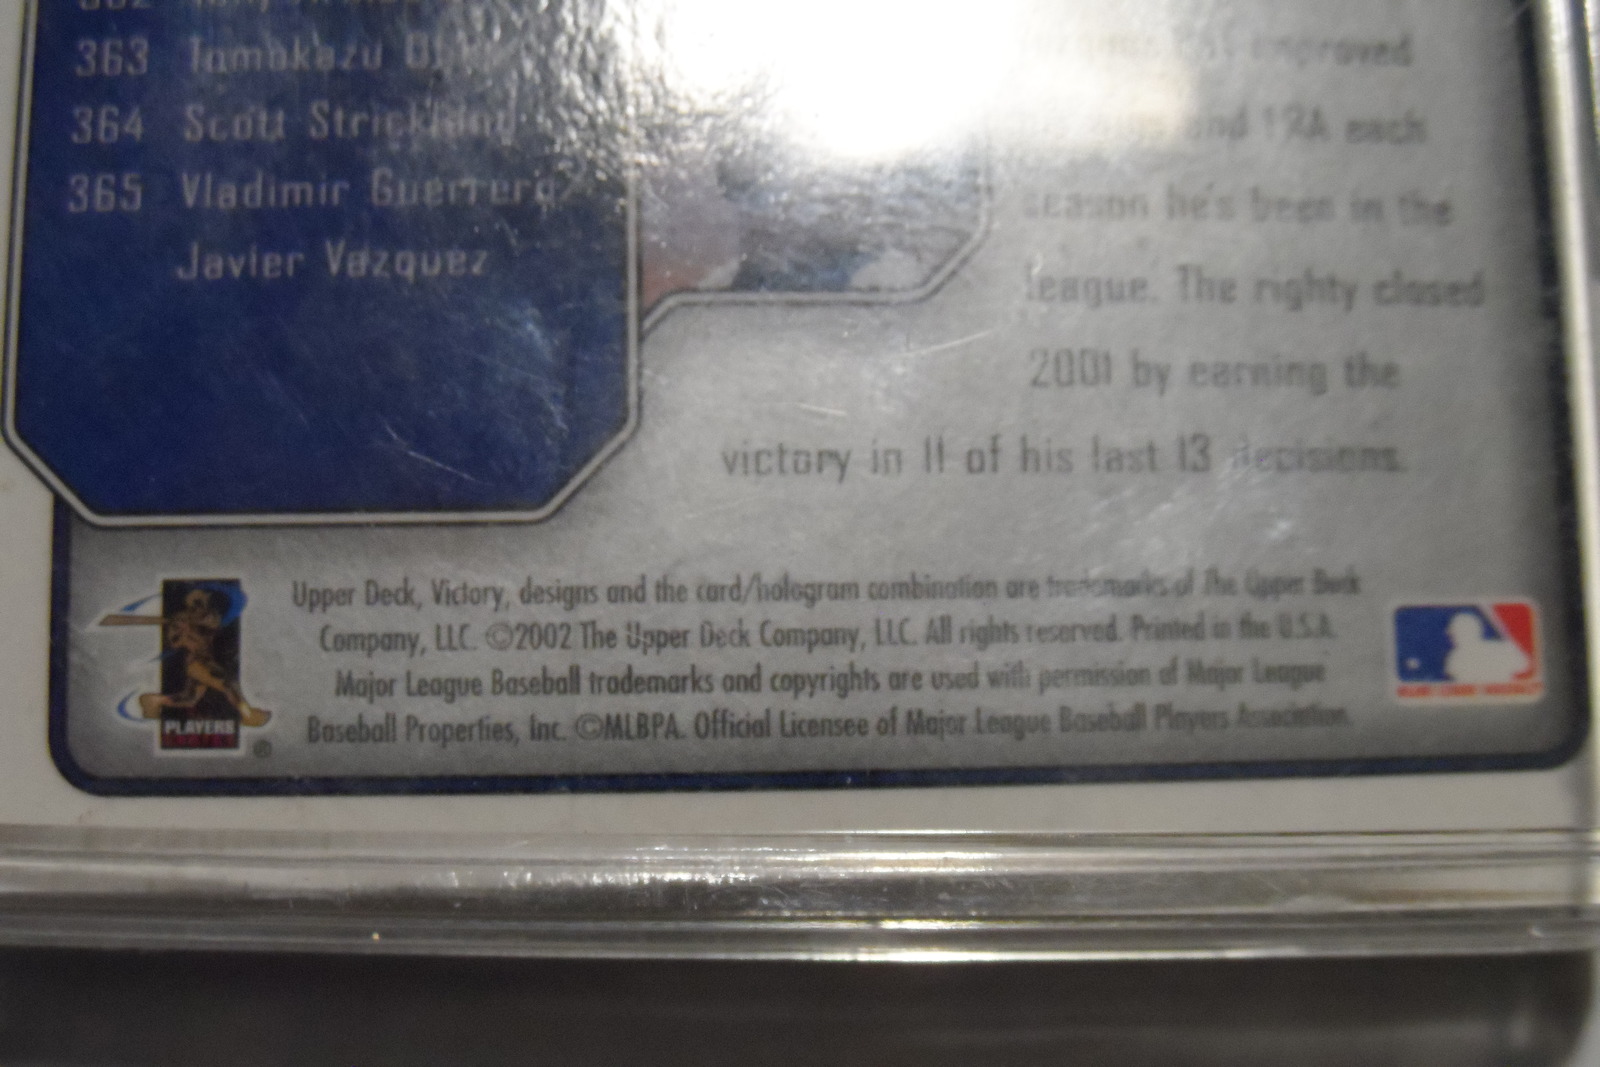 363 Tomokazu
364 Scott Strickland
365 Vladimir Guerrero
Javier Vazquez
improved
and ERA each
season he's been in the
league. The righty closed
2001 by earning the
victory in 11 of his last 13 decisions.
Upper Deck, Victory, designs and the card/hologram combination are trademarks of The Upper Deck
Company, LLC. ©2002 The Upper Deck Company, LLC. All rights reserved. Printed in the U.S.A.
Major League Baseball trademarks and copyrights are used with permission of Major League
Baseball Properties, Inc. ©MLBPA. Official Licensee of Major League Baseball Players Association.
PLAYERS
CHOICE
®